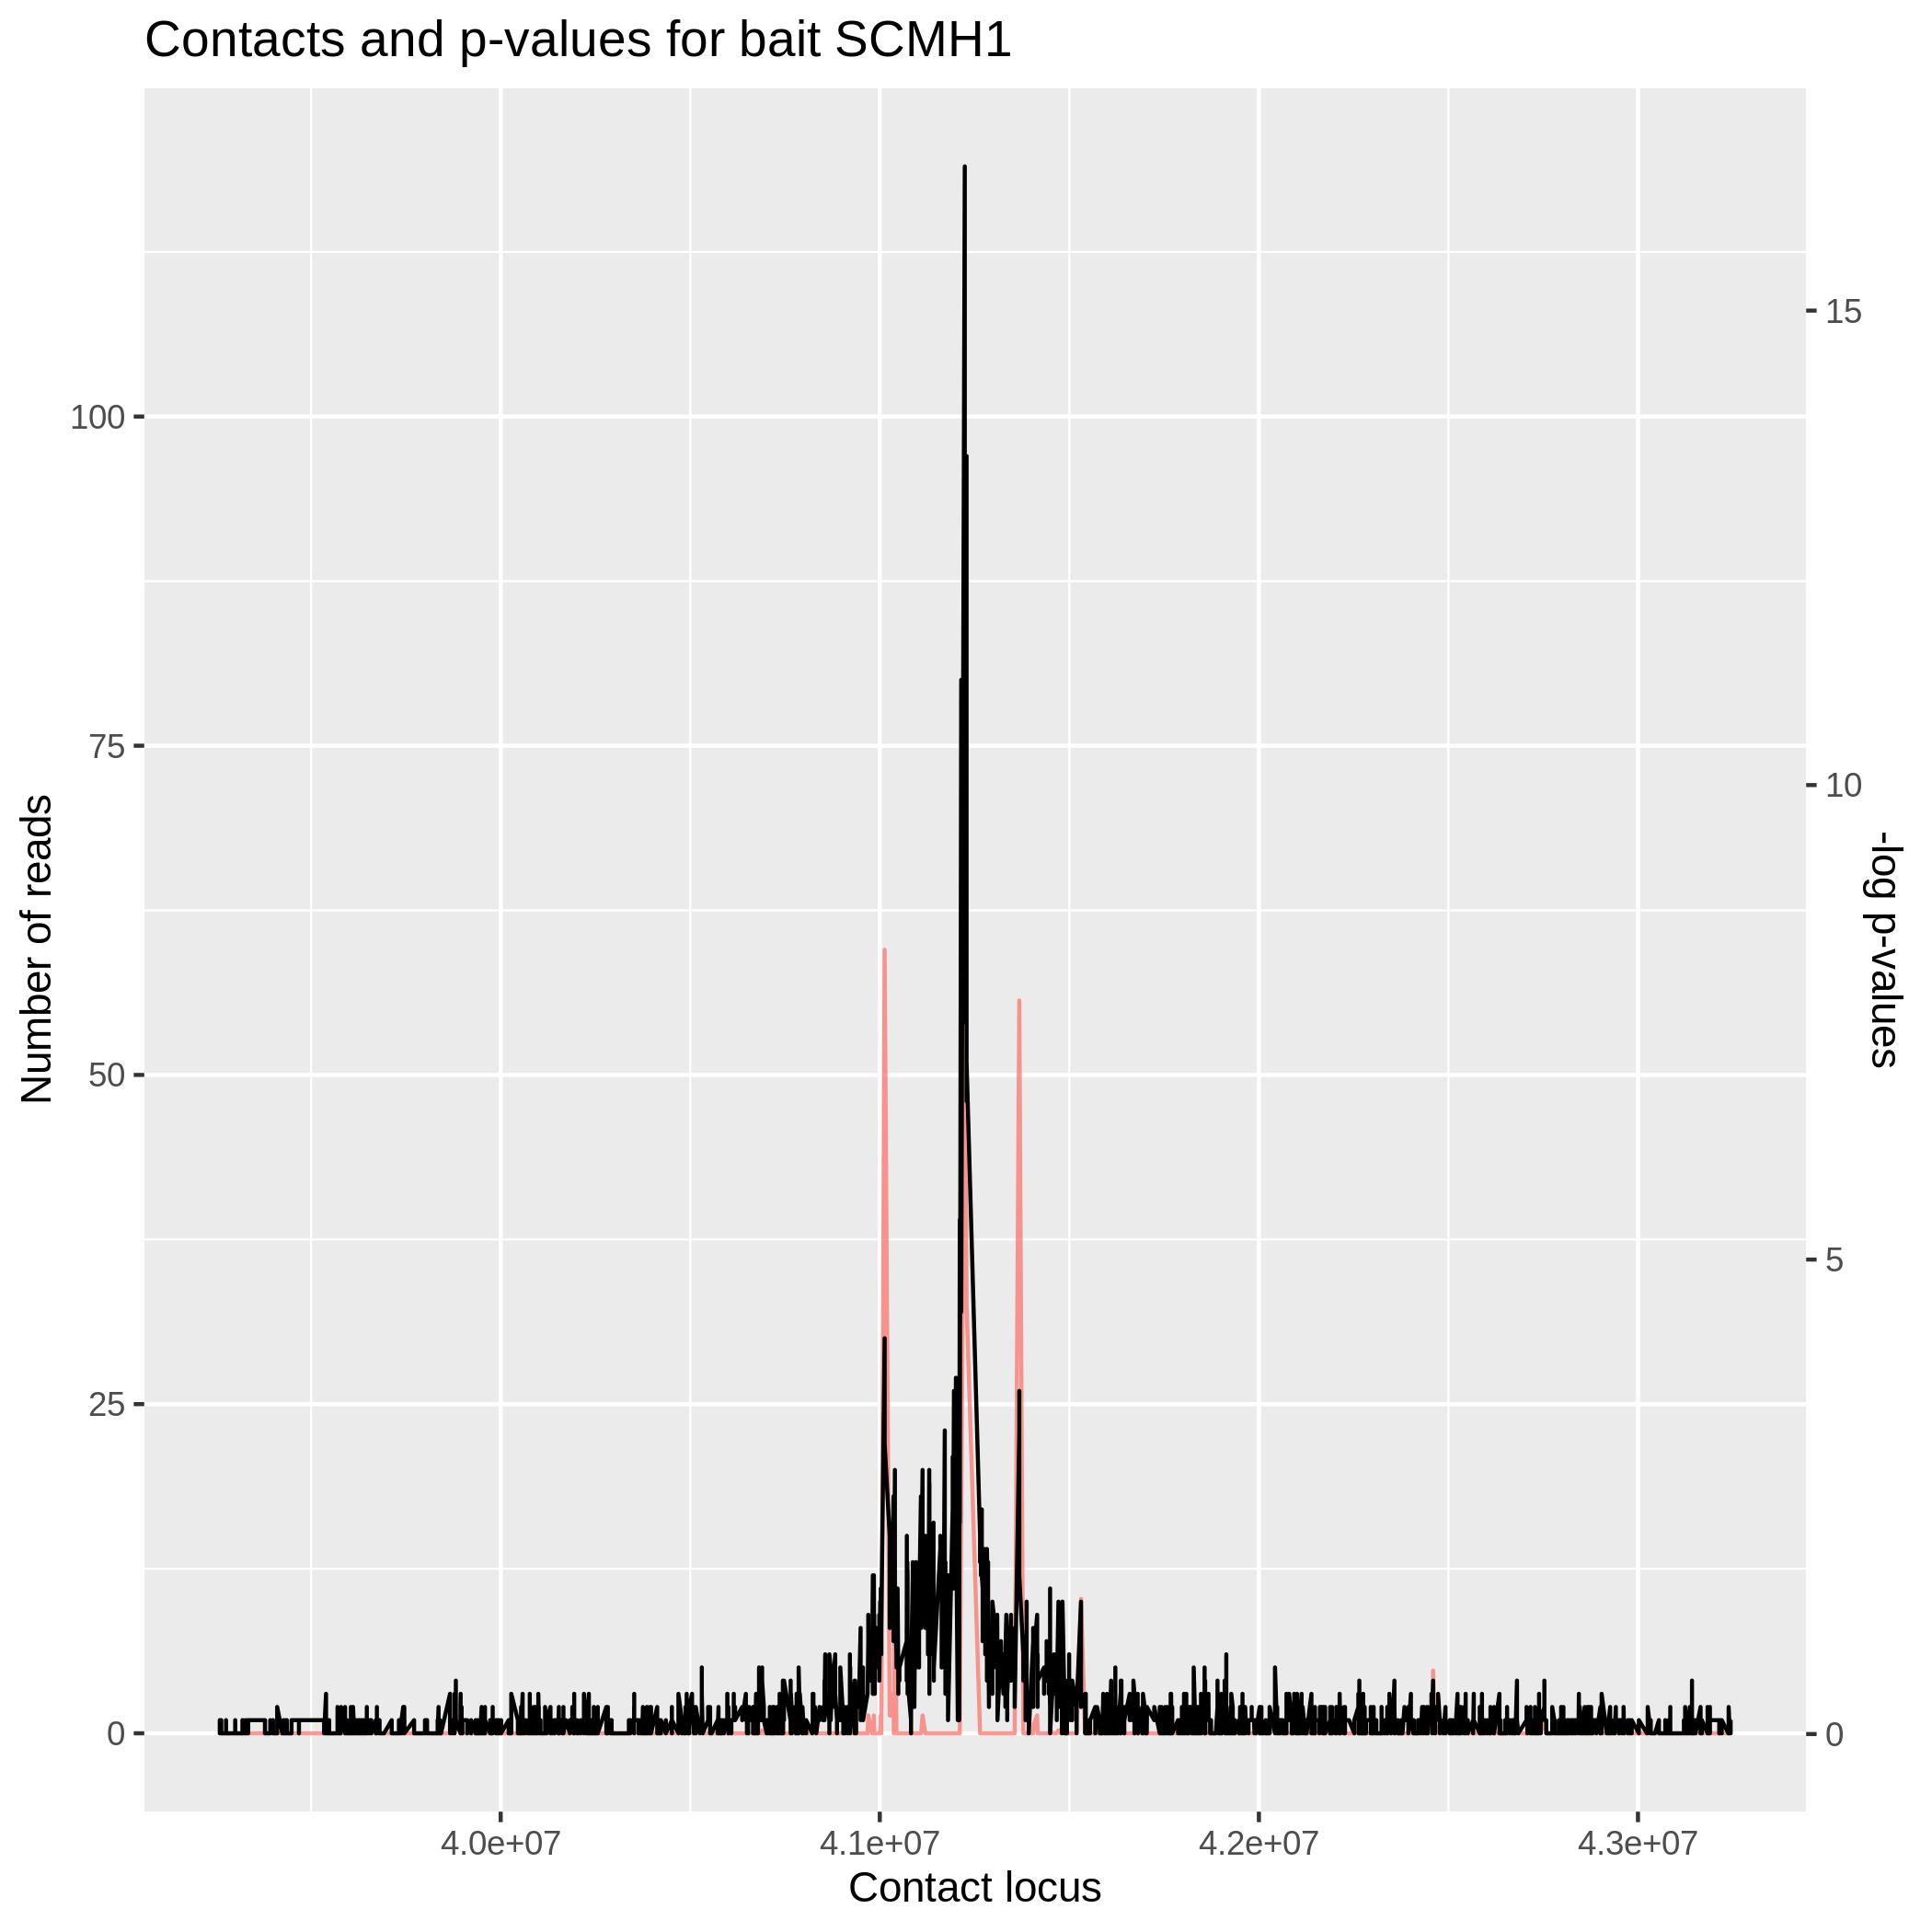 Contacts and p-values for bait SCMH1
Number of reads
100
75
50
25
0
15
10
5
0
-log p-values
4.0e+07
4.1e+07
4.2e+07
4.3e+07
Contact locus